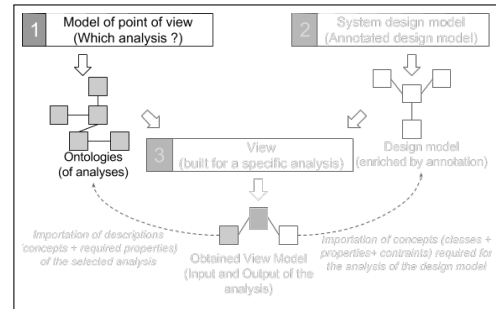 1
Model of point of view
(Which analysis ?)
2
System design model
(Annotated design model)
Ontologies
(of analyses)
3
View
(built for a specific analysis)
Design model
(enriched by annotation)
Importation of descriptions
(concepts + required properties)
of the selected analysis
Obtained View Model
(Input and Output of the
analysis)
Importation of concepts (classes +
properties+ contraints) required for
the analysis of the design model